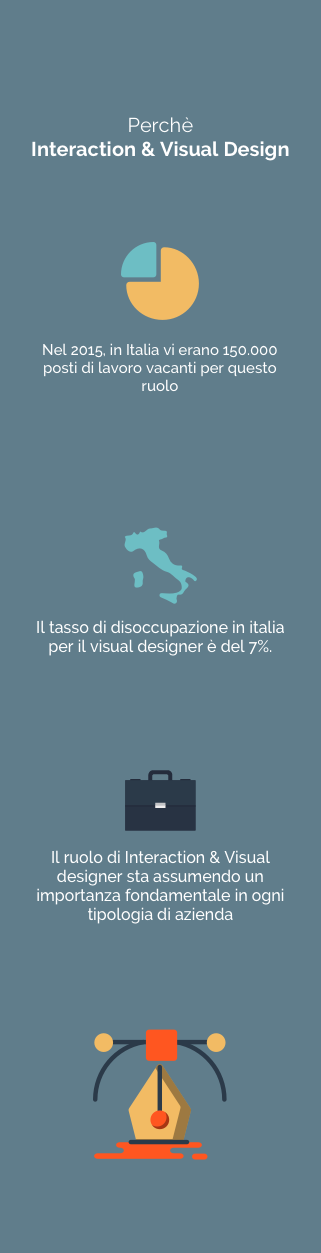 Perchè
Interaction & Visual Design
Nel 2015, in Italia vi erano 150.000
posti di lavoro vacanti per questo
ruolo
Il tasso di disoccupazione in italia
per il visual designer è del 7%.
Il ruolo di Interaction & Visual
designer sta assumendo un
importanza fondamentale in ogni
tipologia di azienda